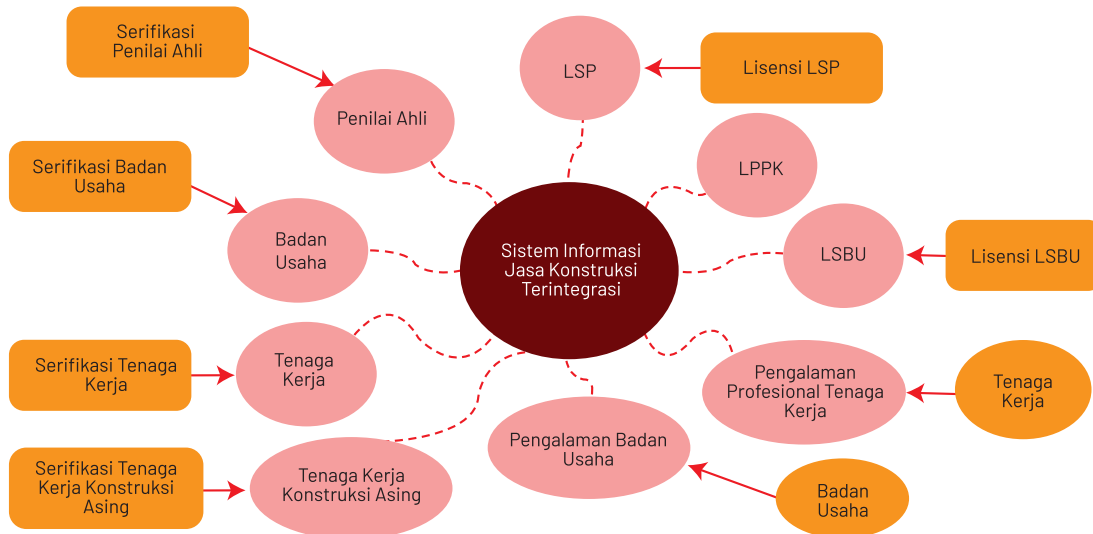 Serifikasi
Penilai Ahli
LSP
Lisensi LSP
Penilai Ahli
LPPK
Serifikasi Badan
Usaha
Badan
Usaha
Sistem Informasi
Jasa Konstruksi
Terintegrasi
LSBU
Lisensi LSBU
Serifikasi Tenaga
Kerja
Tenaga
Kerja
Pengalaman
Profesional Tenaga
Kerja
Tenaga
Kerja
Serifikasi Tenaga
Kerja Konstruksi
Asing
Tenaga Kerja
Konstruksi Asing
Pengalaman Badan
Usaha
Badan
Usaha